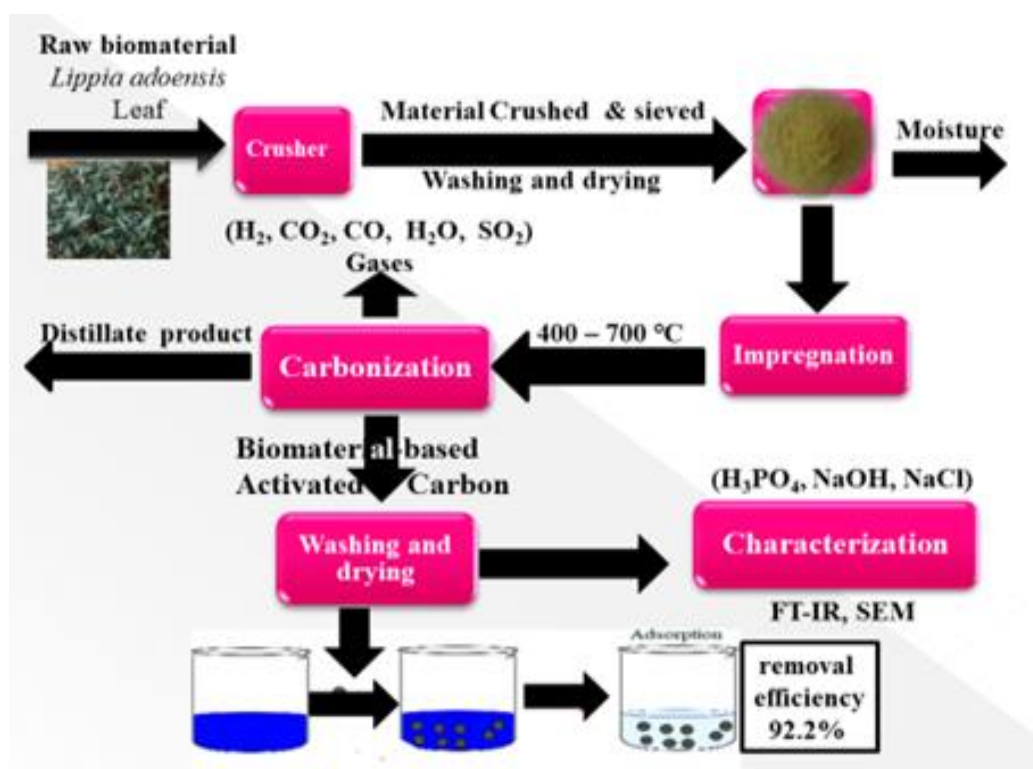 Raw biomaterial
Lippia adoensis
Leaf
Crusher
Material Crushed & sieved
Washing and drying
Moisture
(H₂, CO₂, CO, H₂O, SO₂)
Gases
Distillate product
Carbonization
400 – 700 °C
Impregnation
Biomaterial-based
Activated Carbon
(H₃PO₄, NaOH, NaCl)
Washing and
drying
Characterization
FT-IR, SEM
Adsorption
removal
efficiency
92.2%